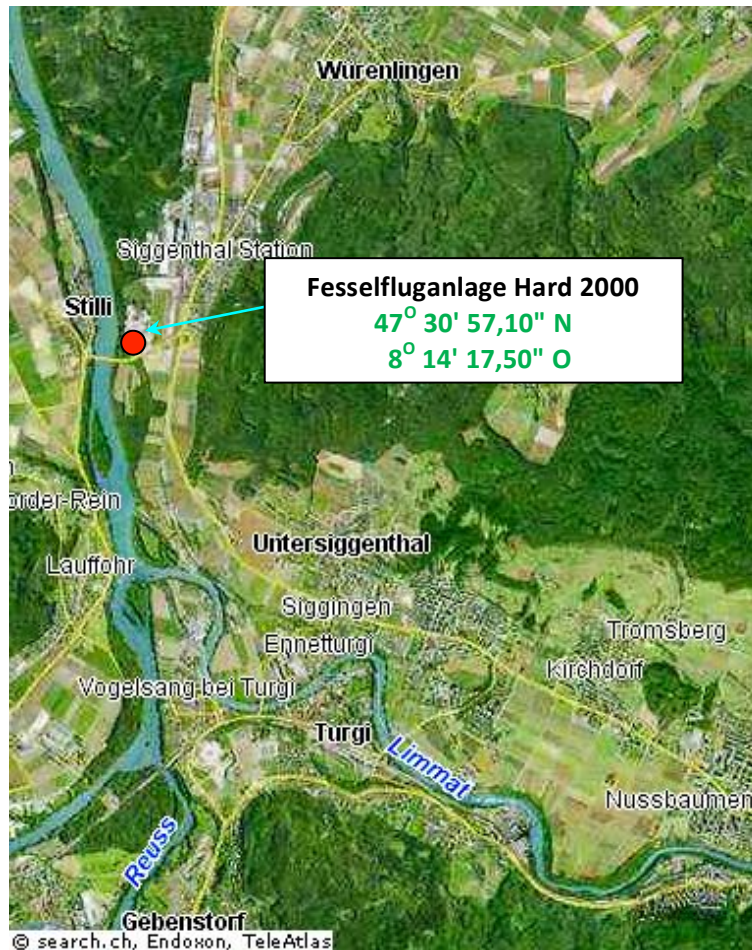 Würenlingen
Siggenthal Station
Stilli
Fesselfluganlage Hard 2000
47° 30' 57,10" N
8° 14' 17,50" O
order-Rein
Untersiggenthal
Lauffohr
Siggingen
Tromsberg
Ennetturgi
Kirchdorf
Vogelsang bei Turgi
Turgi
Limmat
Nussbaumen
Reuss
Gebenstorf
© search.ch, Endoxon, TeleAtlas